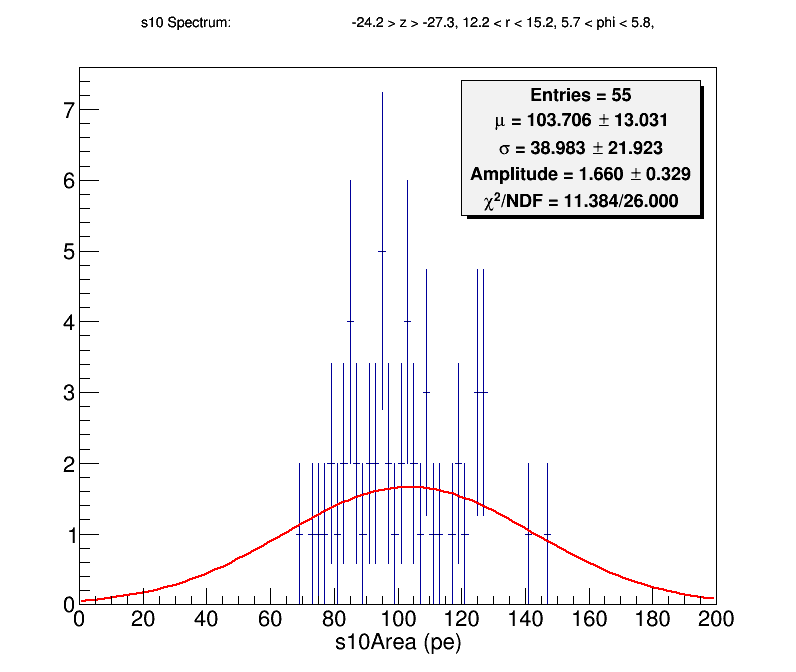 s10 Spectrum: -24.2 > z > -27.3, 12.2 < r < 15.2, 5.7 < phi < 5.8,
Entries = 55
μ = 103.706 ± 13.031
σ = 38.983 ± 21.923
Amplitude = 1.660 ± 0.329
χ²/NDF = 11.384/26.000
7
6
5
4
3
2
1
0
0 20 40 60 80 100 120 140 160 180 200
s10Area (pe)